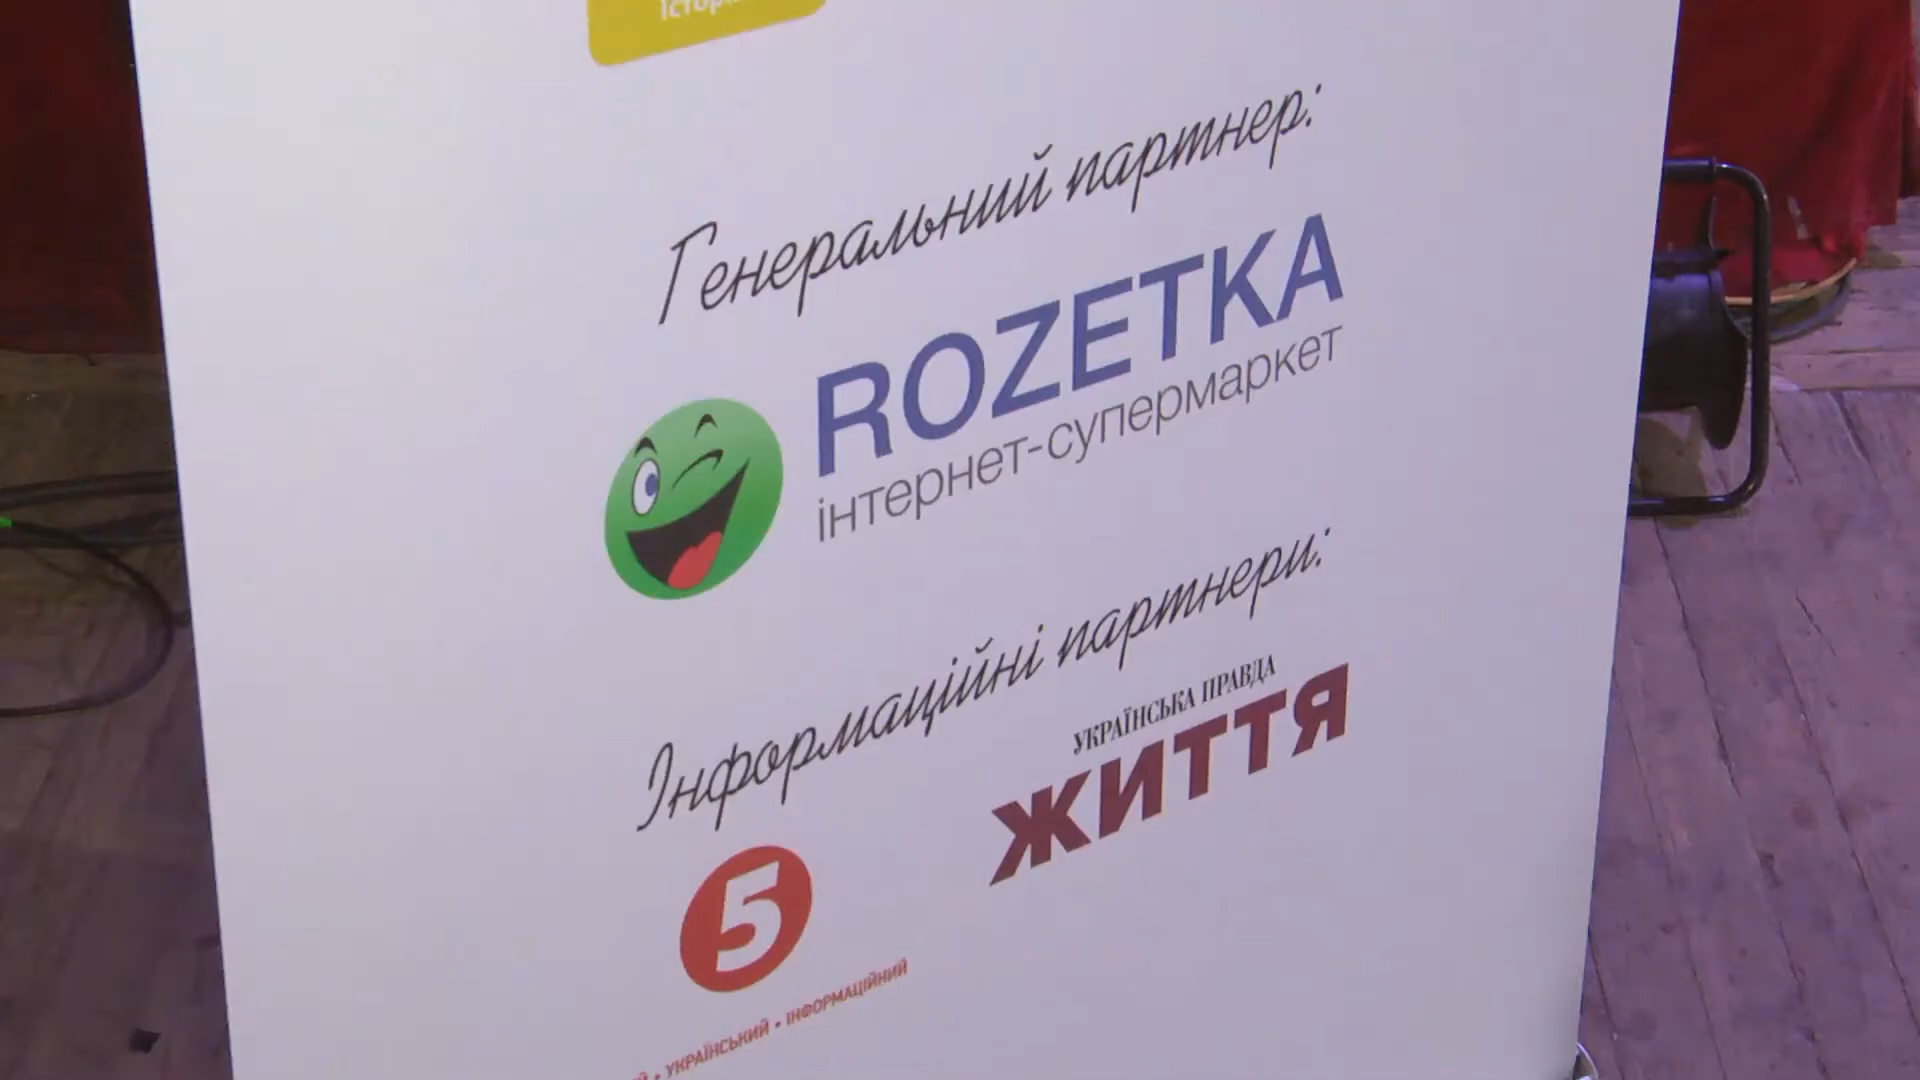 Генеральний партнер:
ROZETKA
інтернет-супермаркет
Інформаційні партнери:
УКРАЇНСЬКА ПРАВДА
ЖИТТЯ
5
• УКРАЇНСЬКИЙ • ІНФОРМАЦІЙНИЙ